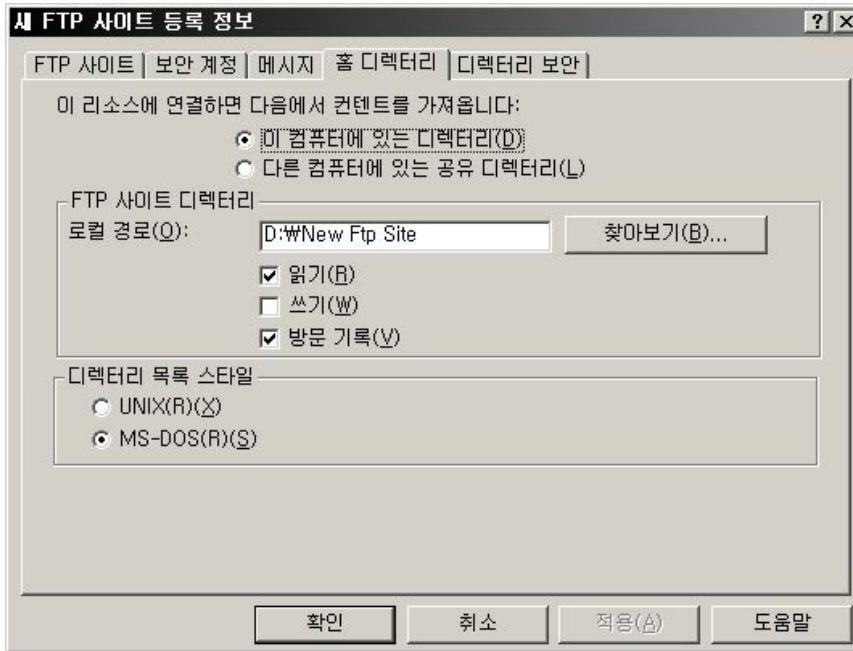 FTP 사이트 등록 정보
FTP 사이트 보안 계정 메시지 홈 디렉터리 디렉터리 보안
이 리소스에 연결하면 다음에서 컨텐트를 가져옵니다:
이 컴퓨터에 있는 디렉터리(D)
다른 컴퓨터에 있는 공유 디렉터리(L)
FTP 사이트 디렉터리
로컬 경로(O): D:₩New Ftp Site 찾아보기(B)...
읽기(R)
쓰기(W)
방문 기록(V)
디렉터리 목록 스타일
UNIX(R)(X)
MS-DOS(R)(S)
확인 취소 적용(A) 도움말